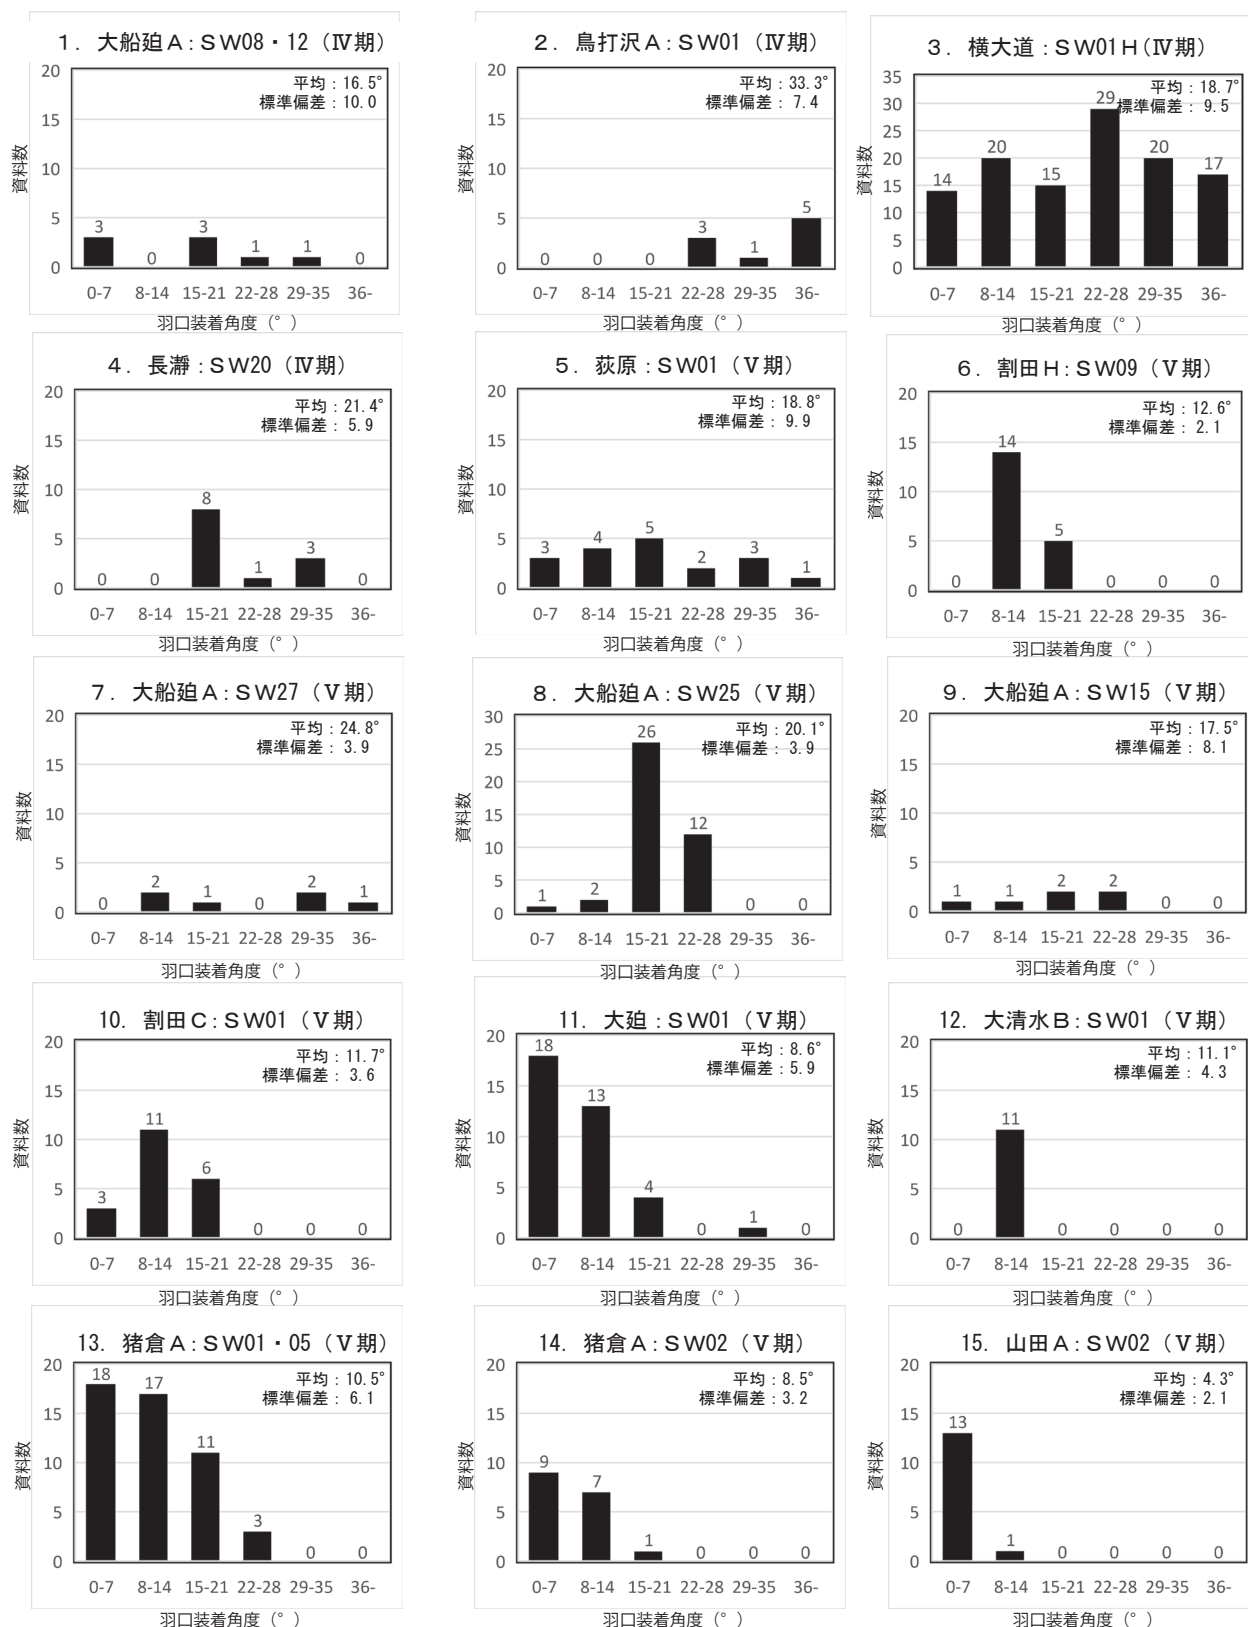 1. 大船廹A：SW08・12（Ⅳ期）
平均：16.5°
標準偏差：10.0
資料数
20
15
10
5
0
3
0
3
1
1
0
0-7 8-14 15-21 22-28 29-35 36-
羽口装着角度（°）
2. 鳥打沢A：SW01（Ⅳ期）
平均：33.3°
標準偏差：7.4
資料数
20
15
10
5
0
0
0
0
3
1
5
0-7 8-14 15-21 22-28 29-35 36-
羽口装着角度（°）
3. 横大道：SW01H（Ⅳ期）
平均：18.7°
標準偏差：9.5
資料数
35
30
25
20
15
10
5
0
14
20
15
29
20
17
0-7 8-14 15-21 22-28 29-35 36-
羽口装着角度（°）
4. 長瀞：SW20（Ⅳ期）
平均：21.4°
標準偏差：5.9
資料数
20
15
10
5
0
0
0
8
1
3
0
0-7 8-14 15-21 22-28 29-35 36-
羽口装着角度（°）
5. 荻原：SW01（Ⅴ期）
平均：18.8°
標準偏差：9.9
資料数
20
15
10
5
0
3
4
5
2
3
1
0-7 8-14 15-21 22-28 29-35 36-
羽口装着角度（°）
6. 割田H：SW09（Ⅴ期）
平均：12.6°
標準偏差：2.1
資料数
20
15
10
5
0
0
14
5
0
0
0
0-7 8-14 15-21 22-28 29-35 36-
羽口装着角度（°）
7. 大船廹A：SW27（Ⅴ期）
平均：24.8°
標準偏差：3.9
資料数
20
15
10
5
0
0
2
1
0
2
1
0-7 8-14 15-21 22-28 29-35 36-
羽口装着角度（°）
8. 大船廹A：SW25（Ⅴ期）
平均：20.1°
標準偏差：3.9
資料数
30
25
20
15
10
5
0
1
2
26
12
0
0
0-7 8-14 15-21 22-28 29-35 36-
羽口装着角度（°）
9. 大船廹A：SW15（Ⅴ期）
平均：17.5°
標準偏差：8.1
資料数
20
15
10
5
0
1
1
2
2
0
0
0-7 8-14 15-21 22-28 29-35 36-
羽口装着角度（°）
10. 割田C：SW01（Ⅴ期）
平均：11.7°
標準偏差：3.6
資料数
20
15
10
5
0
3
11
6
0
0
0
0-7 8-14 15-21 22-28 29-35 36-
羽口装着角度（°）
11. 大廹：SW01（Ⅴ期）
平均：8.6°
標準偏差：5.9
資料数
20
15
10
5
0
18
13
4
0
1
0
0-7 8-14 15-21 22-28 29-35 36-
羽口装着角度（°）
12. 大清水B：SW01（Ⅴ期）
平均：11.1°
標準偏差：4.3
資料数
20
15
10
5
0
0
11
0
0
0
0
0-7 8-14 15-21 22-28 29-35 36-
羽口装着角度（°）
13. 猪倉A：SW01・05（Ⅴ期）
平均：10.5°
標準偏差：6.1
資料数
20
15
10
5
0
18
17
11
3
0
0
0-7 8-14 15-21 22-28 29-35 36-
羽口装着角度（°）
14. 猪倉A：SW02（Ⅴ期）
平均：8.5°
標準偏差：3.2
資料数
20
15
10
5
0
9
7
1
0
0
0
0-7 8-14 15-21 22-28 29-35 36-
羽口装着角度（°）
15. 山田A：SW02（Ⅴ期）
平均：4.3°
標準偏差：2.1
資料数
20
15
10
5
0
13
1
0
0
0
0
0-7 8-14 15-21 22-28 29-35 36-
羽口装着角度（°）